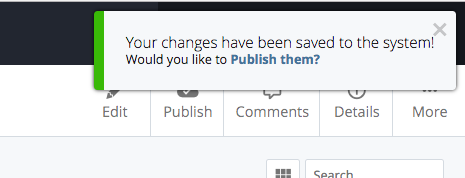 Your changes have been saved to the system!
Would you like to Publish them?
Edit Publish Comments Details More
Search